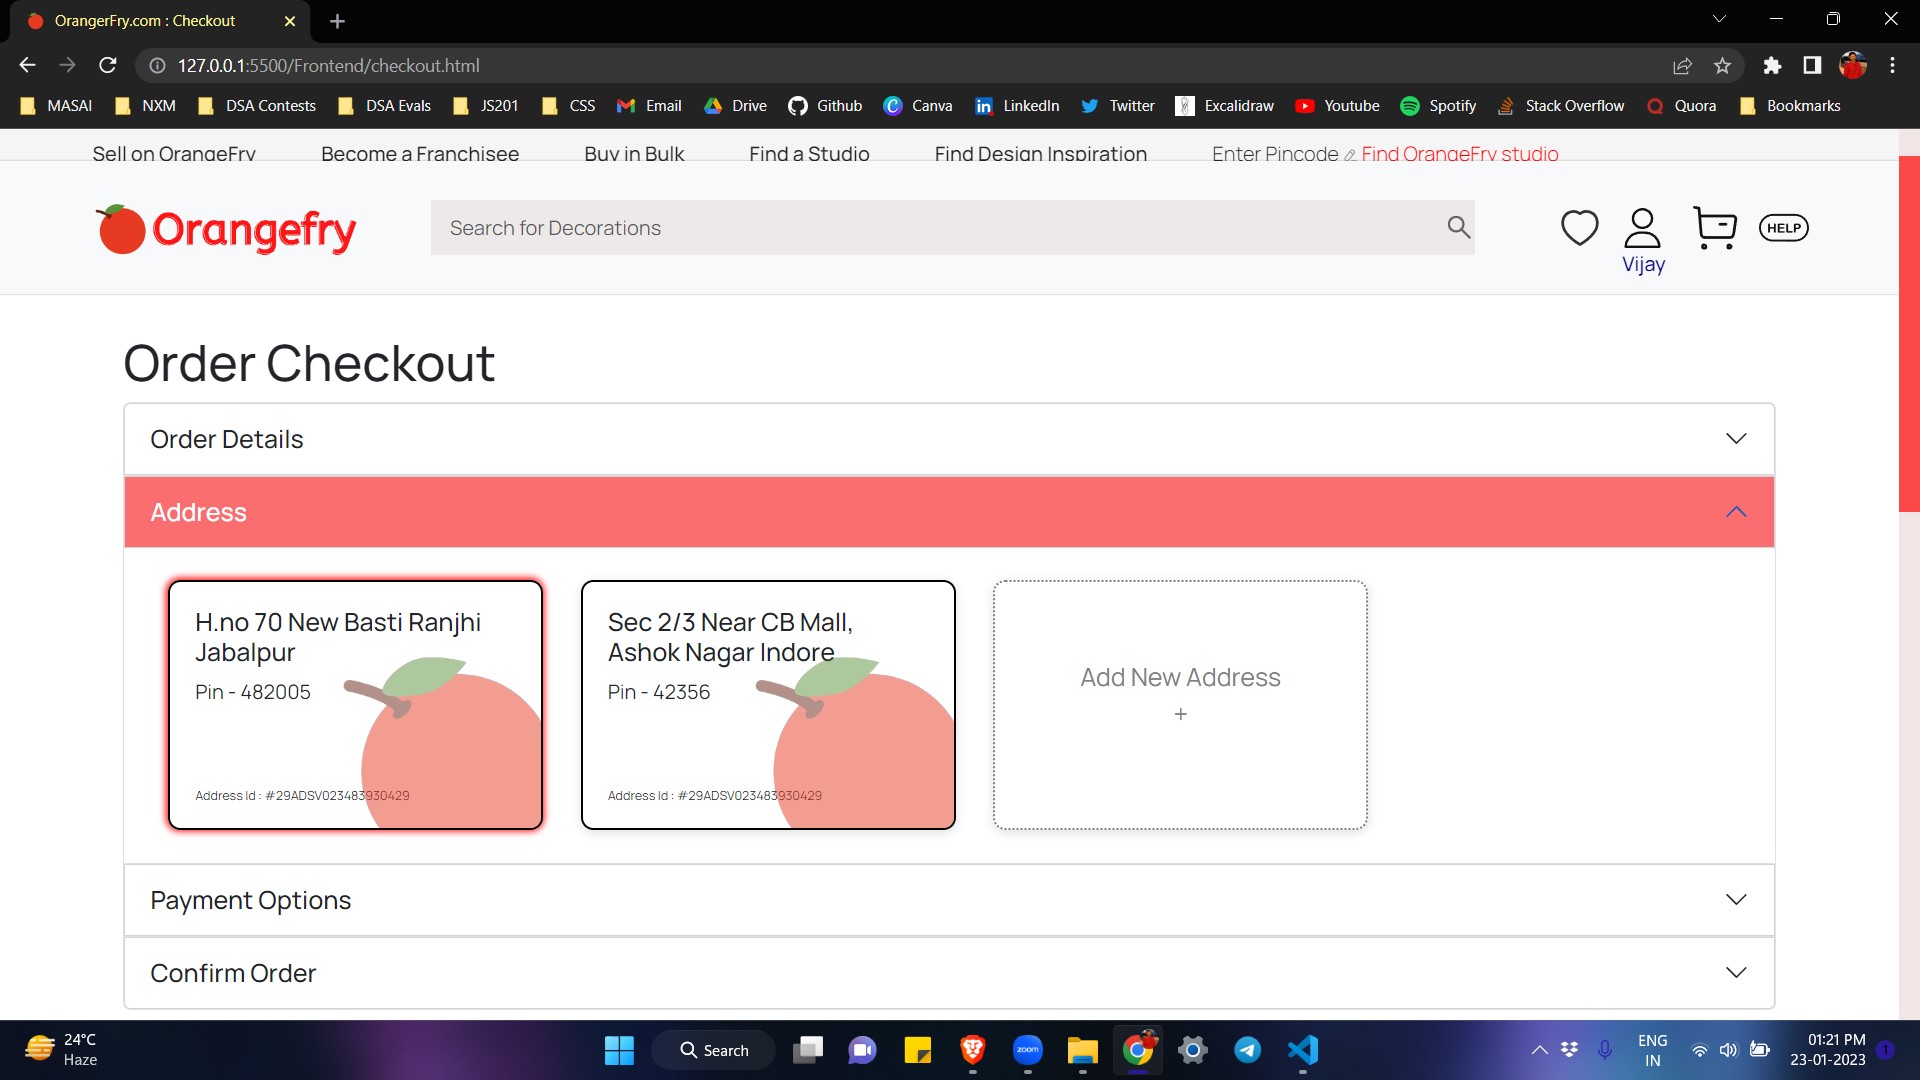 OrangerFry.com : Checkout
127.0.0.1:5500/Frontend/checkout.html
MASAI NXM DSA Contests DSA Evals JS201 CSS Email Drive Github Canva LinkedIn Twitter Excalidraw Youtube Spotify Stack Overflow Quora Bookmarks
Sell on OrangeFry Become a Franchisee Buy in Bulk Find a Studio Find Design Inspiration Enter Pincode Find OrangeFry studio
Orangefry Search for Decorations HELP
Vijay
Order Checkout
Order Details
Address
H.no 70 New Basti Ranjhi
Jabalpur
Pin - 482005
Address Id : #29ADSV023483930429
Sec 2/3 Near CB Mall,
Ashok Nagar Indore
Pin - 42356
Address Id : #29ADSV023483930429
Add New Address
+
Payment Options
Confirm Order
24°C
Haze
Search
zoom
ENG
IN
01:21 PM
23-01-2023
1